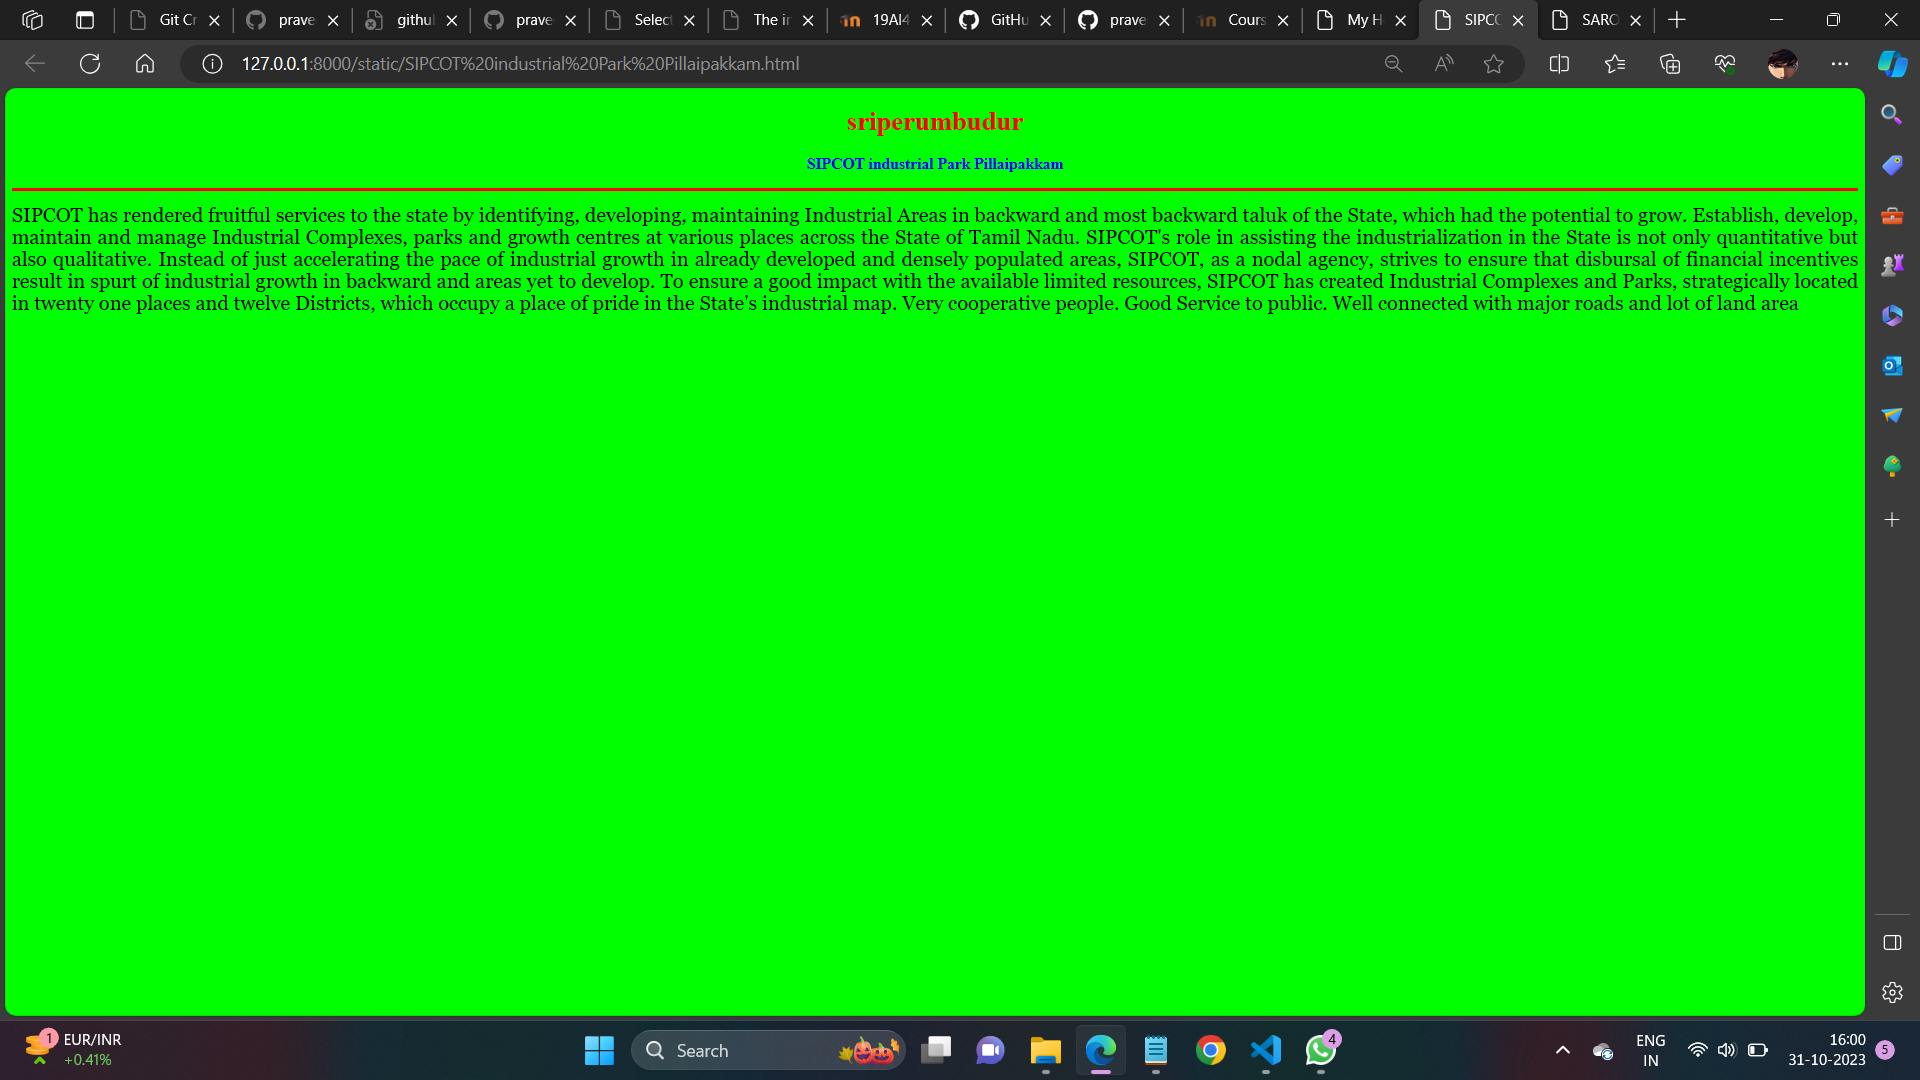 Git Cr
prave
githu
prave
Select
The in
19AI4
GitHu
prave
Cours
My H
SIPCO
SARO
127.0.0.1:8000/static/SIPCOT%20industrial%20Park%20Pillaipakkam.html
sriperumbudur
SIPCOT industrial Park Pillaipakkam
SIPCOT has rendered fruitful services to the state by identifying, developing, maintaining Industrial Areas in backward and most backward taluk of the State, which had the potential to grow. Establish, develop,
maintain and manage Industrial Complexes, parks and growth centres at various places across the State of Tamil Nadu. SIPCOT's role in assisting the industrialization in the State is not only quantitative but
also qualitative. Instead of just accelerating the pace of industrial growth in already developed and densely populated areas, SIPCOT, as a nodal agency, strives to ensure that disbursal of financial incentives
result in spurt of industrial growth in backward and areas yet to develop. To ensure a good impact with the available limited resources, SIPCOT has created Industrial Complexes and Parks, strategically located
in twenty one places and twelve Districts, which occupy a place of pride in the State's industrial map. Very cooperative people. Good Service to public. Well connected with major roads and lot of land area
1
EUR/INR
+0.41%
Search
4
ENG
IN
16:00
31-10-2023
5